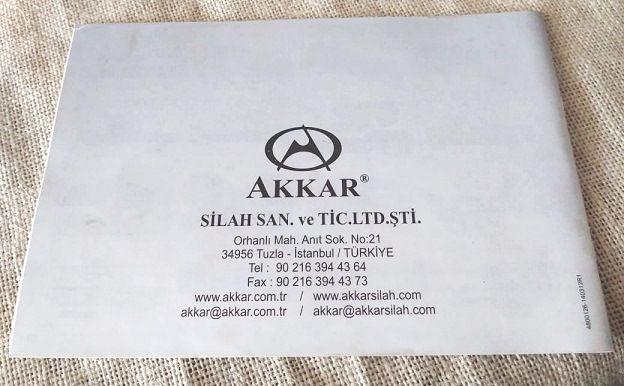 AKKAR®
SİLAH SAN. ve TİC.LTD.ŞTİ.
Orhanlı Mah. Anıt Sok. No:21
34956 Tuzla - İstanbul / TÜRKİYE
Tel : 90 216 394 43 64
Fax : 90 216 394 43 73
www.akkar.com.tr / www.akkarsilah.com
akkar@akkar.com.tr / akkar@akkarsilah.com
4800126-140312R1